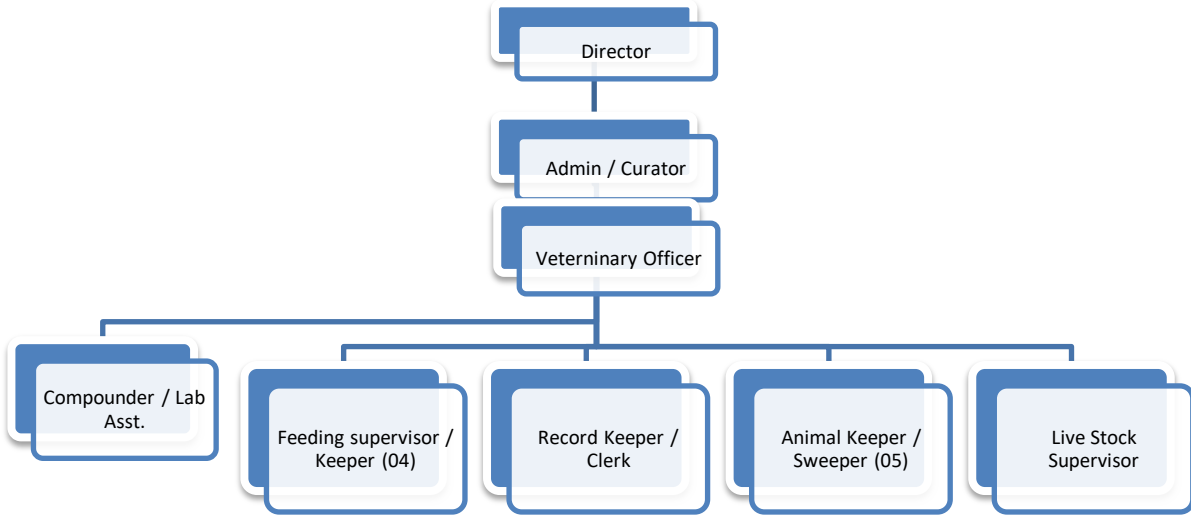 Director
Admin / Curator
Veterninary Officer
Compounder / Lab
Asst.
Feeding supervisor /
Keeper (04)
Record Keeper /
Clerk
Animal Keeper /
Sweeper (05)
Live Stock
Supervisor